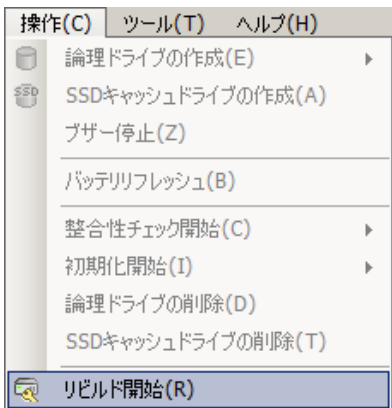 操作(C) ツール(T) ヘルプ(H)
論理ドライブの作成(E)
SSD SSDキャッシュドライブの作成(A)
ブザー停止(Z)
バッテリリフレッシュ(B)
整合性チェック開始(C)
初期化開始(I)
論理ドライブの削除(D)
SSDキャッシュドライブの削除(T)
リビルド開始(R)